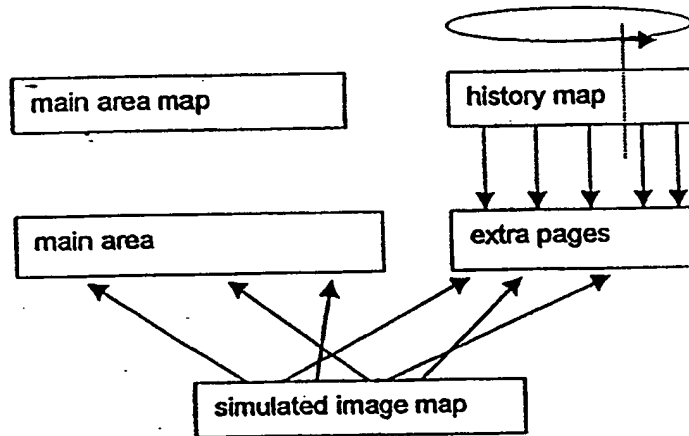 main area map
history map
main area
extra pages
simulated image map